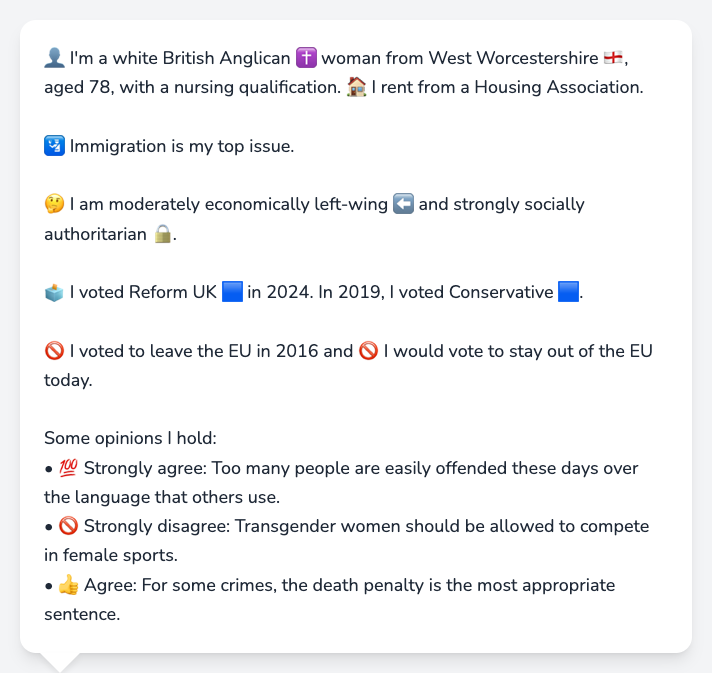 👤 I'm a white British Anglican ✝️ woman from West Worcestershire 🏴󠁧󠁢󠁥󠁮󠁧󠁿,
aged 78, with a nursing qualification. 🏠 I rent from a Housing Association.
🛂 Immigration is my top issue.
🤔 I am moderately economically left-wing ⬅️ and strongly socially
authoritarian 🔒.
🗳️ I voted Reform UK 🟦 in 2024. In 2019, I voted Conservative 🟦.
🚫 I voted to leave the EU in 2016 and 🚫 I would vote to stay out of the EU
today.
Some opinions I hold:
• 💯 Strongly agree: Too many people are easily offended these days over
the language that others use.
• 🚫 Strongly disagree: Transgender women should be allowed to compete
in female sports.
• 👍 Agree: For some crimes, the death penalty is the most appropriate
sentence.